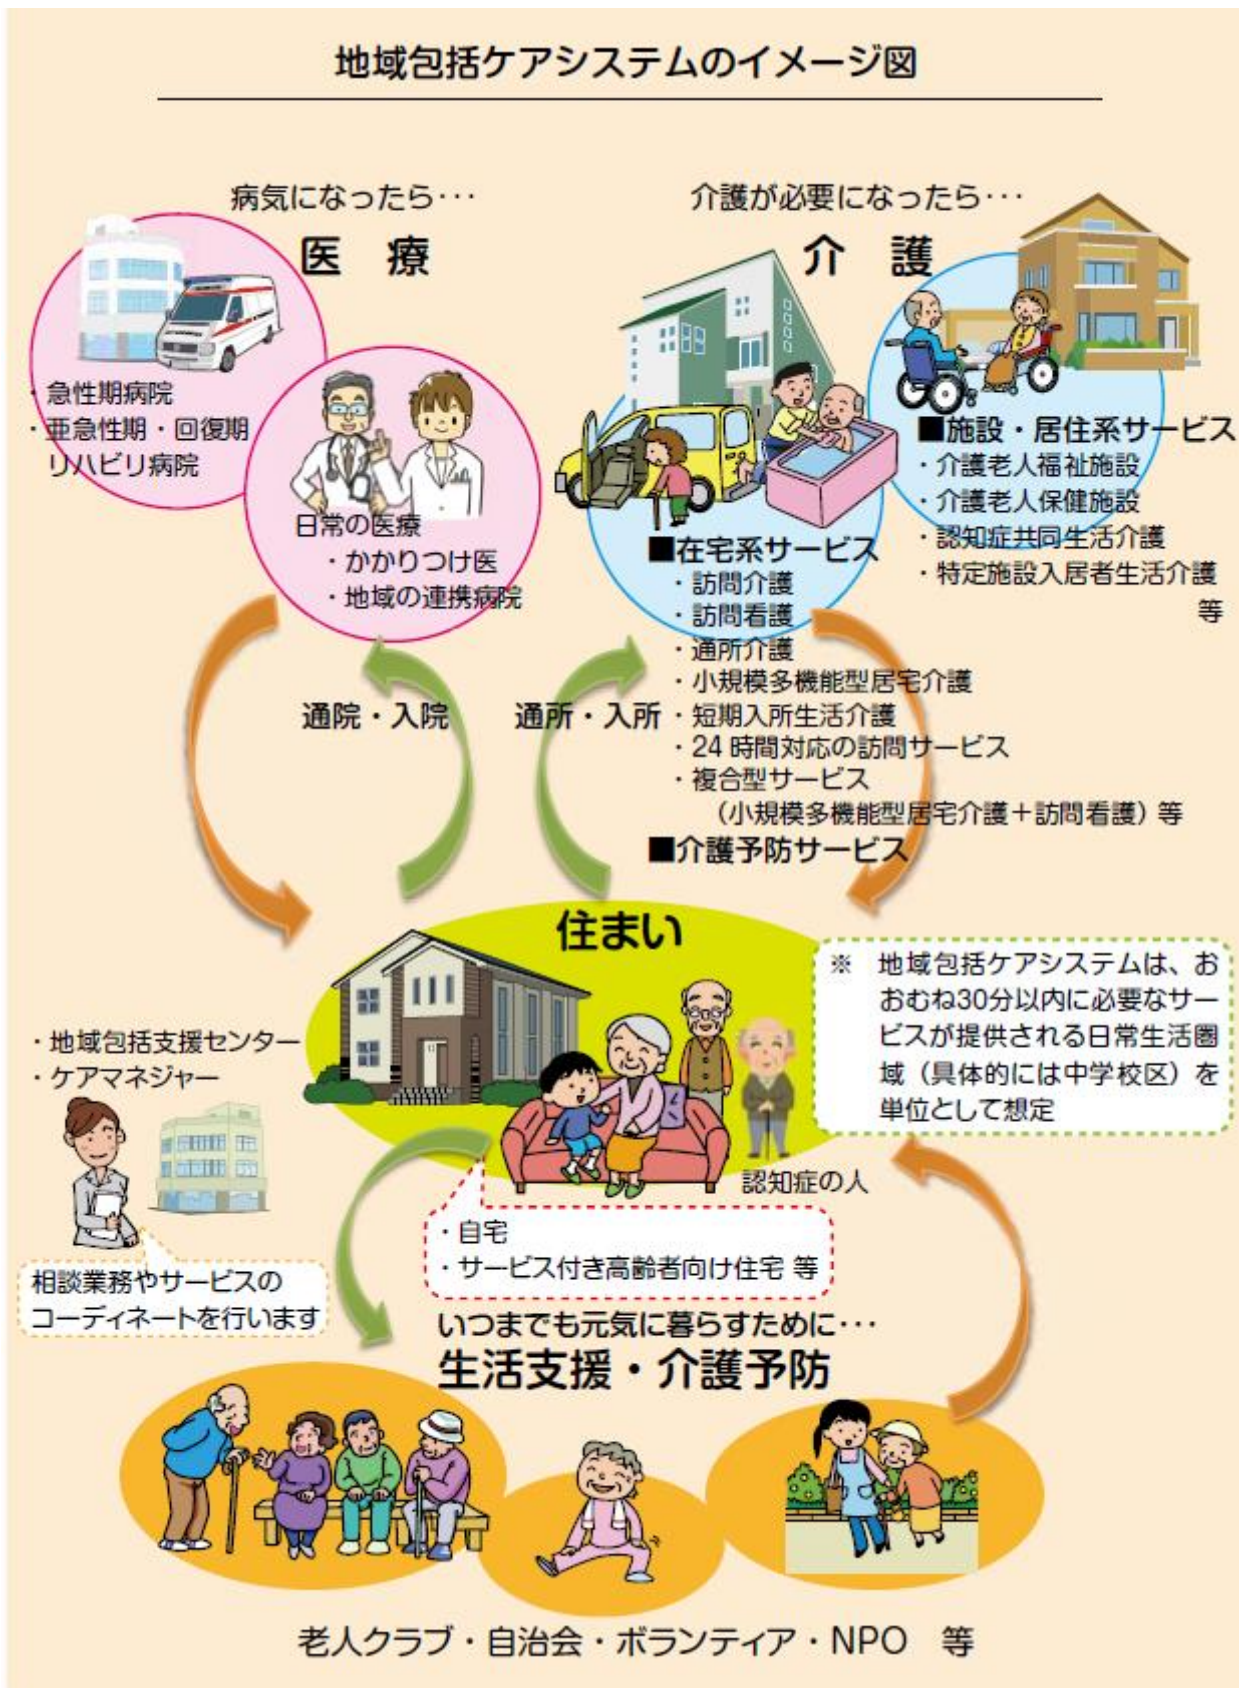 地域包括ケアシステムのイメージ図
病気になったら･･･
医　療
・急性期病院
・亜急性期・回復期
リハビリ病院
日常の医療
・かかりつけ医
・地域の連携病院
介護が必要になったら･･･
介　護
■施設・居住系サービス
・介護老人福祉施設
・介護老人保健施設
・認知症共同生活介護
・特定施設入居者生活介護
等
■在宅系サービス
・訪問介護
・訪問看護
・通所介護
・小規模多機能型居宅介護
・短期入所生活介護
・24時間対応の訪問サービス
・複合型サービス
（小規模多機能型居宅介護＋訪問看護）等
■介護予防サービス
通院・入院
通所・入所
住まい
※　地域包括ケアシステムは、お
おむね30分以内に必要なサー
ビスが提供される日常生活圏
域（具体的には中学校区）を
単位として想定
・地域包括支援センター
・ケアマネジャー
相談業務やサービスの
コーディネートを行います
認知症の人
・自宅
・サービス付き高齢者向け住宅 等
いつまでも元気に暮らすために･･･
生活支援・介護予防
老人クラブ・自治会・ボランティア・NPO　等